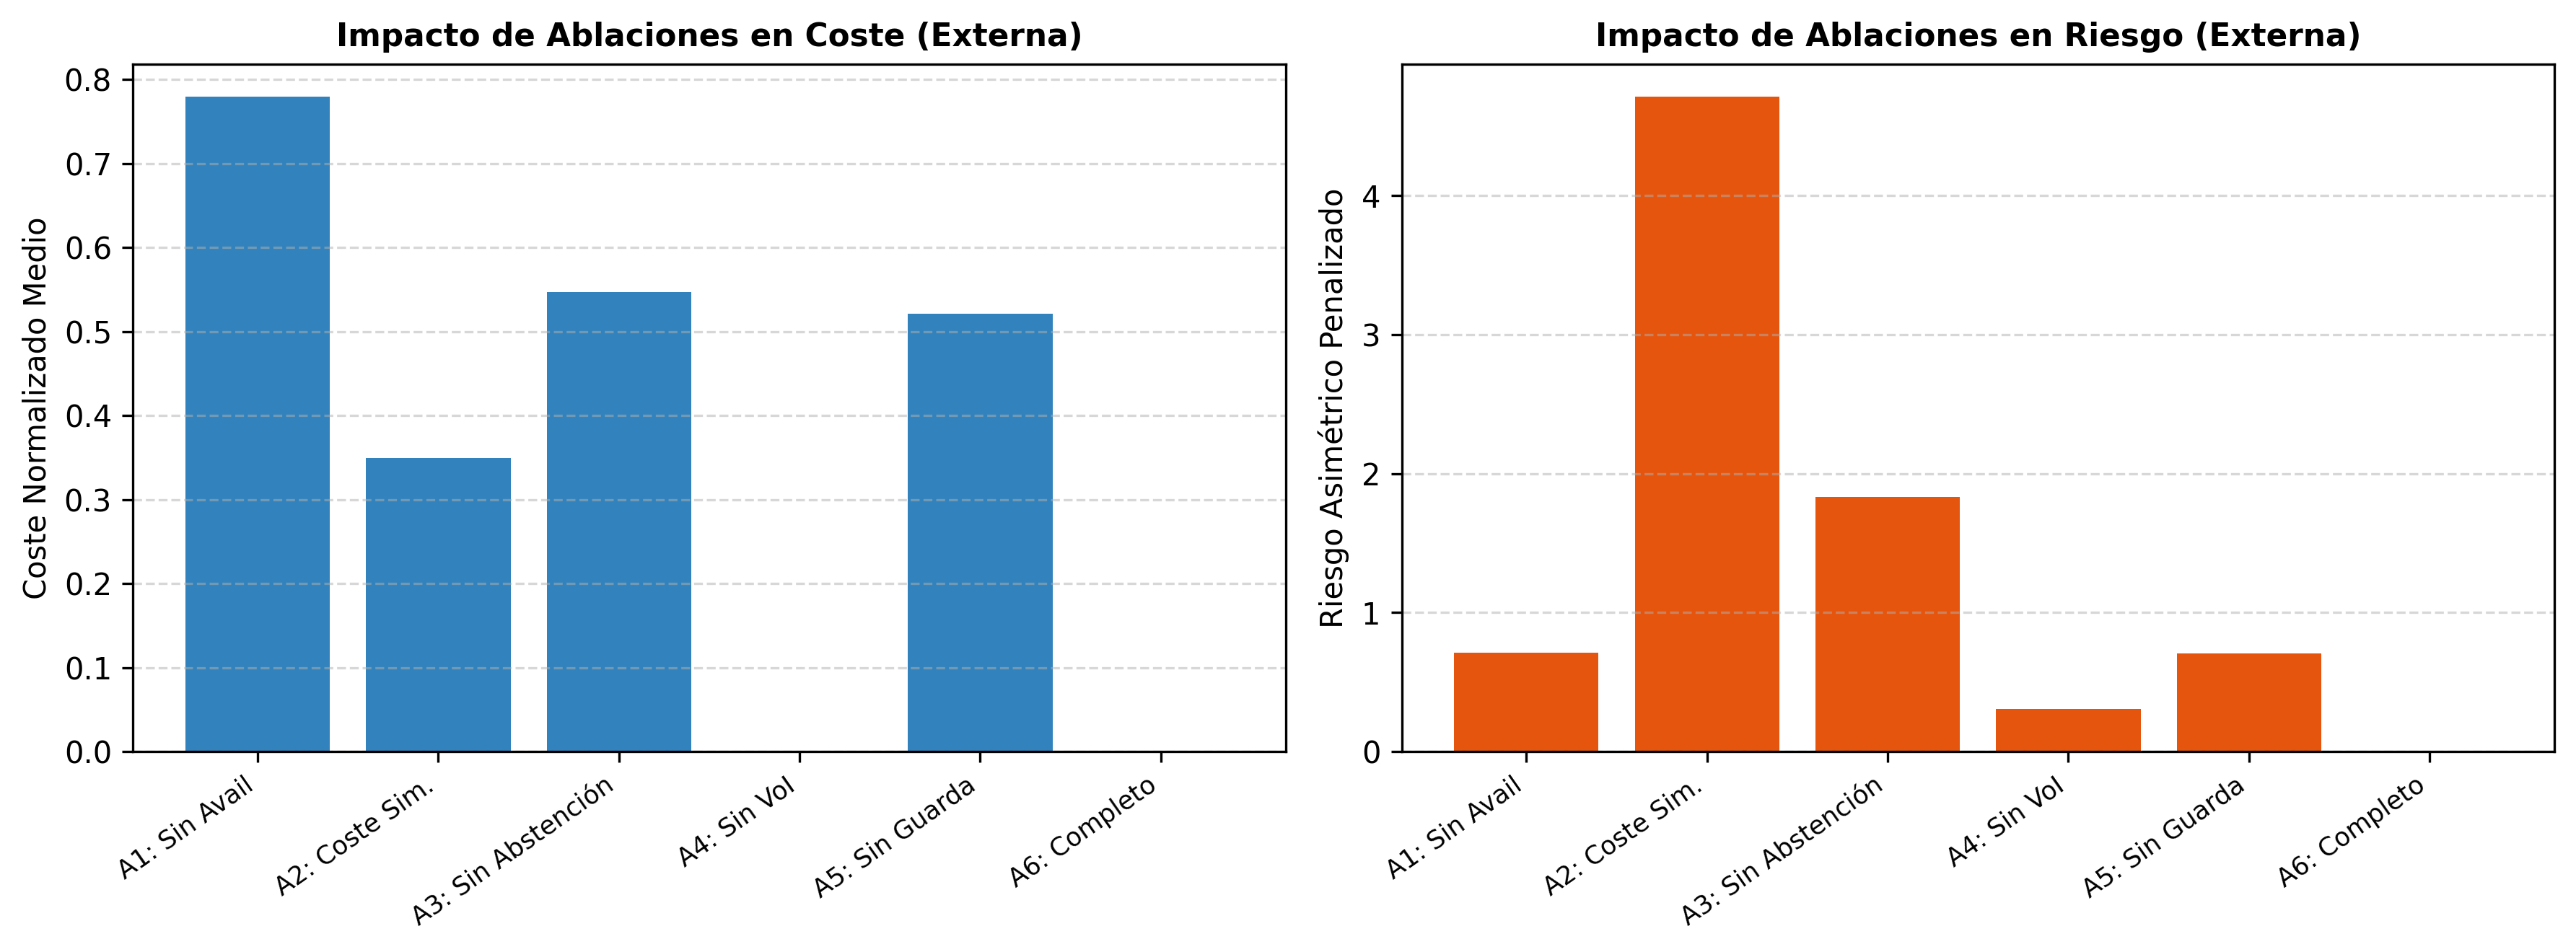 Impacto de Ablaciones en Coste (Externa)
Coste Normalizado Medio
0.8
0.7
0.6
0.5
0.4
0.3
0.2
0.1
0.0
A1: Sin Avail
A2: Coste Sim.
A3: Sin Abstención
A4: Sin Vol
A5: Sin Guarda
A6: Completo
Impacto de Ablaciones en Riesgo (Externa)
Riesgo Asimétrico Penalizado
4
3
2
1
0
A1: Sin Avail
A2: Coste Sim.
A3: Sin Abstención
A4: Sin Vol
A5: Sin Guarda
A6: Completo